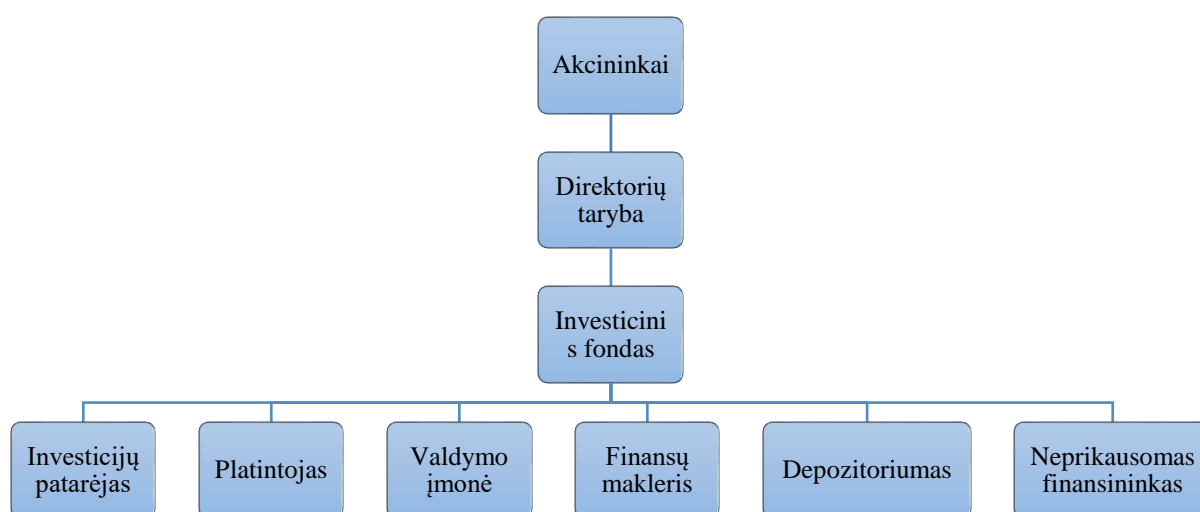 Akcininkai
Direktorių
taryba
Investicini
s fondas
Investicijų
patarėjas
Platintojas
Valdymo
įmonė
Finansų
makleris
Depozitoriumas
Neprikausomas
finansininkas